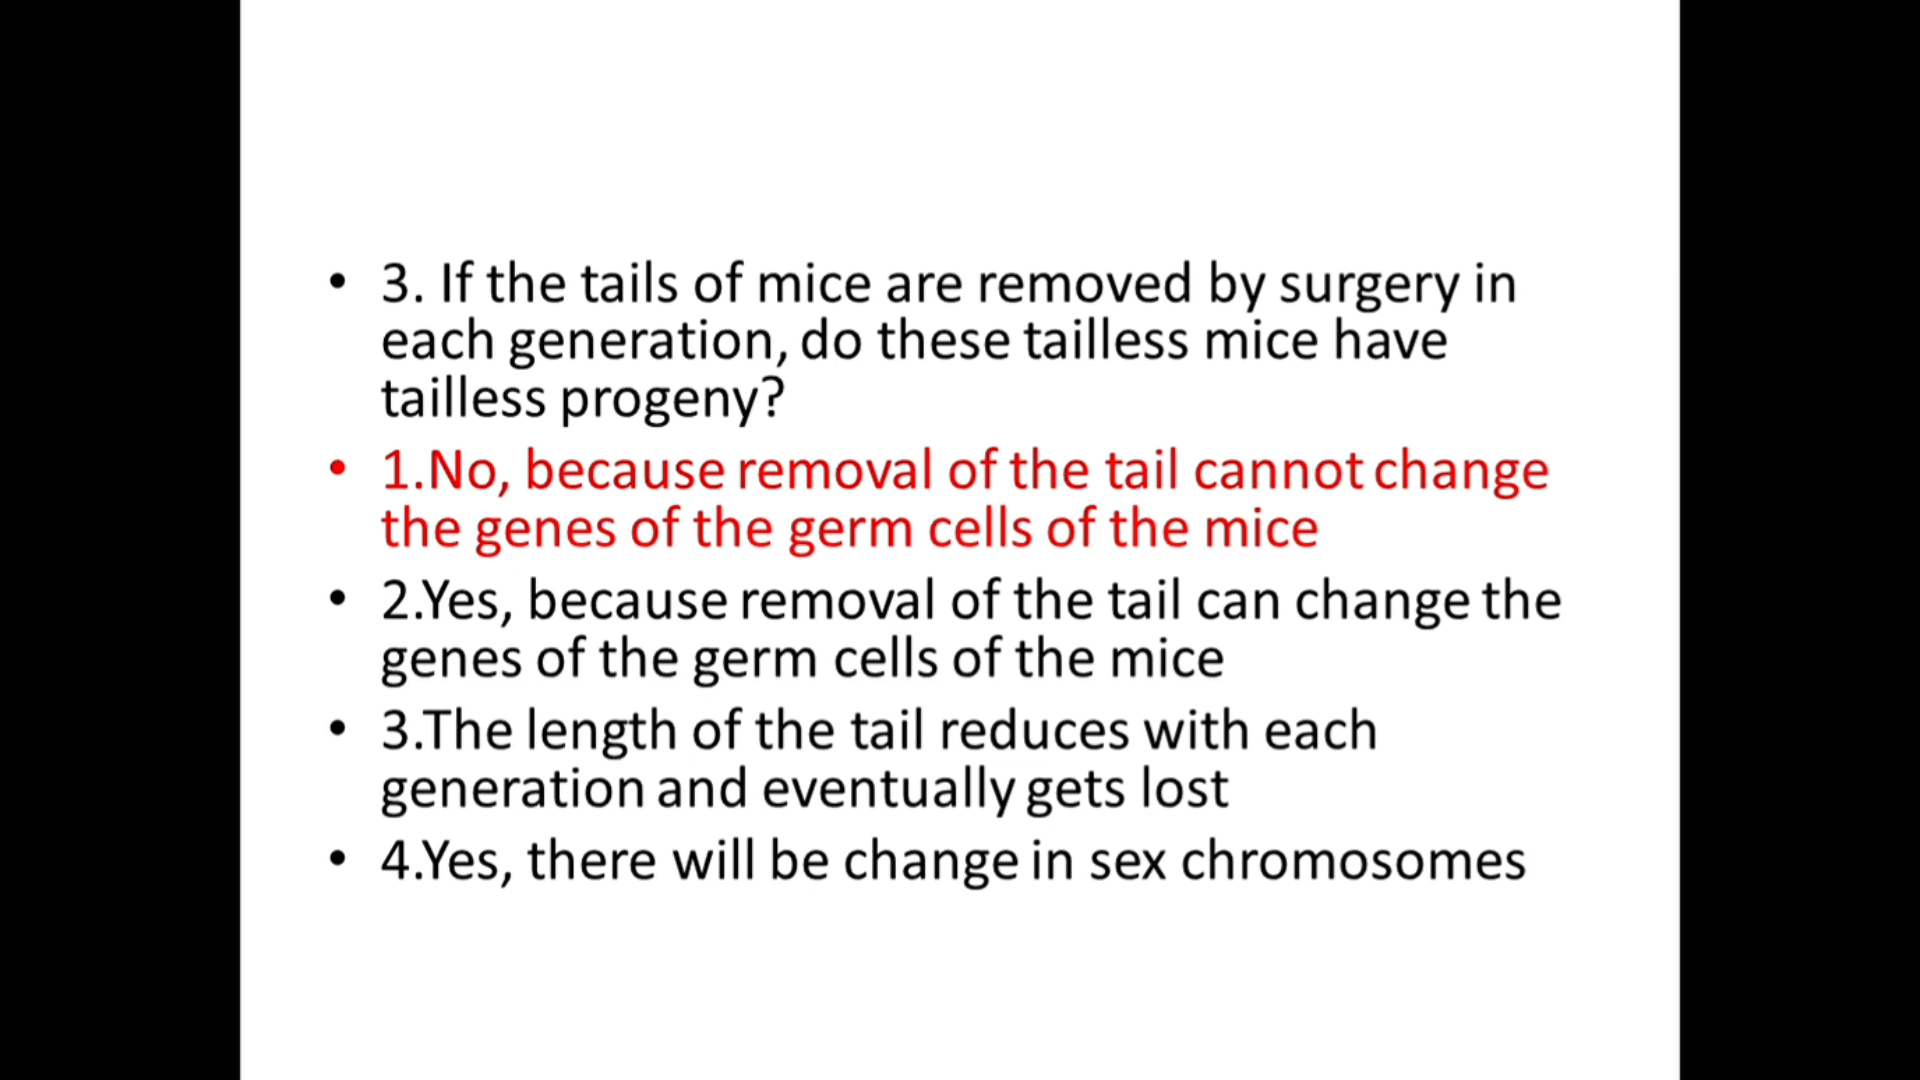 • 3. If the tails of mice are removed by surgery in
each generation, do these tailless mice have
tailless progeny?
• 1.No, because removal of the tail cannot change
the genes of the germ cells of the mice
• 2.Yes, because removal of the tail can change the
genes of the germ cells of the mice
• 3.The length of the tail reduces with each
generation and eventually gets lost
• 4.Yes, there will be change in sex chromosomes